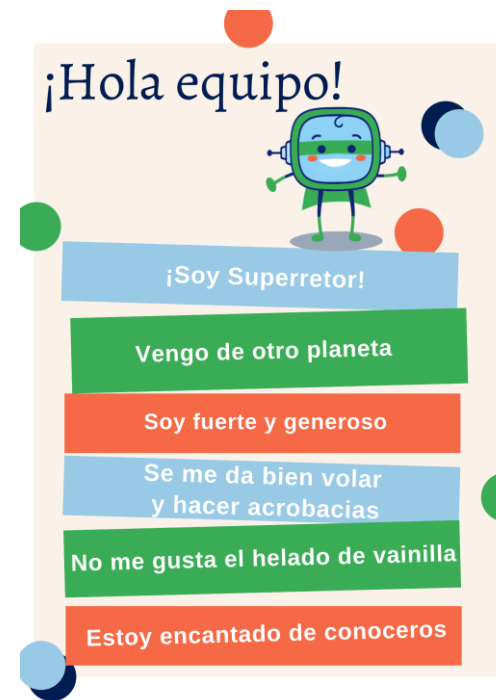 ¡Hola equipo!
¡Soy Superretor!
Vengo de otro planeta
Soy fuerte y generoso
Se me da bien volar
y hacer acrobacias
No me gusta el helado de vainilla
Estoy encantado de conoceros